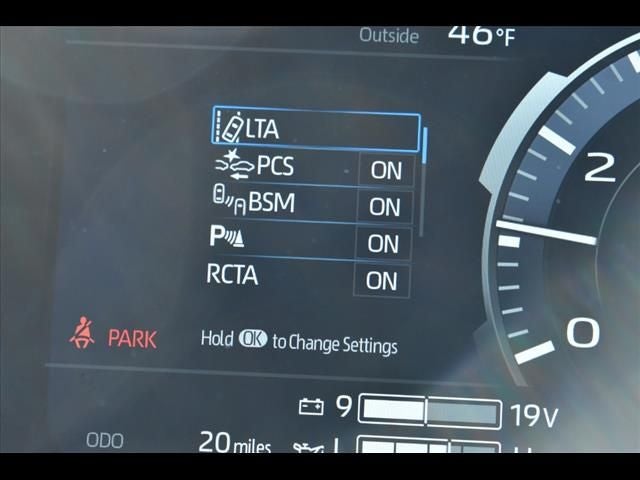 Outside 46°F
LTA
PCS ON
BSM ON
P ON
RCTA ON
2
0
PARK
Hold OK to Change Settings
9 19V
ODO 20 miles L H